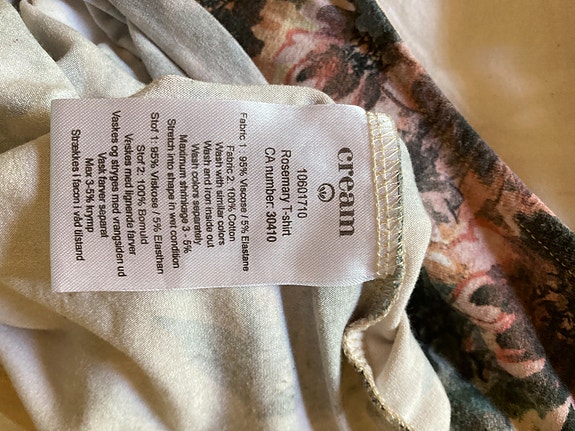 cream
10601710
Rosemary T-shirt
CA number: 30410
Fabric 1 : 95% Viscose / 5% Elastane
Fabric 2: 100% Cotton
Wash with similar colors
Wash and Iron inside out
Wash colors separately
Maximum shrinkage 3 - 5%
Stretch into shape in wet condition
Stof 1: 95% Viskose / 5% Elasthan
Stof 2: 100% Bomuld
Veskes med lignende farver
Vaskes og stryges med vrangsiden ud
Vask farver separat
Max 3-5% krymp
Strækkes i facon i våd tilstand